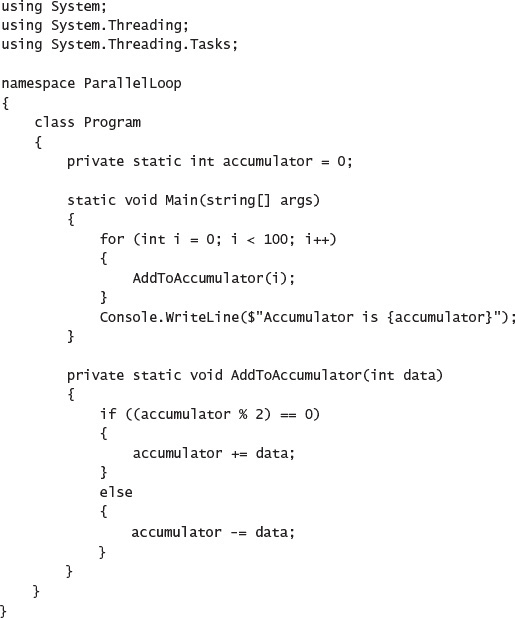 using System;
using System.Threading;
using System.Threading.Tasks;

namespace ParallelLoop
{
    class Program
    {
        private static int accumulator = 0;

        static void Main(string[] args)
        {
            for (int i = 0; i < 100; i++)
            {
                AddToAccumulator(i);
            }
            Console.WriteLine($"Accumulator is {accumulator}");
        }

        private static void AddToAccumulator(int data)
        {
            if ((accumulator % 2) == 0)
            {
                accumulator += data;
            }
            else
            {
                accumulator -= data;
            }
        }
    }
}